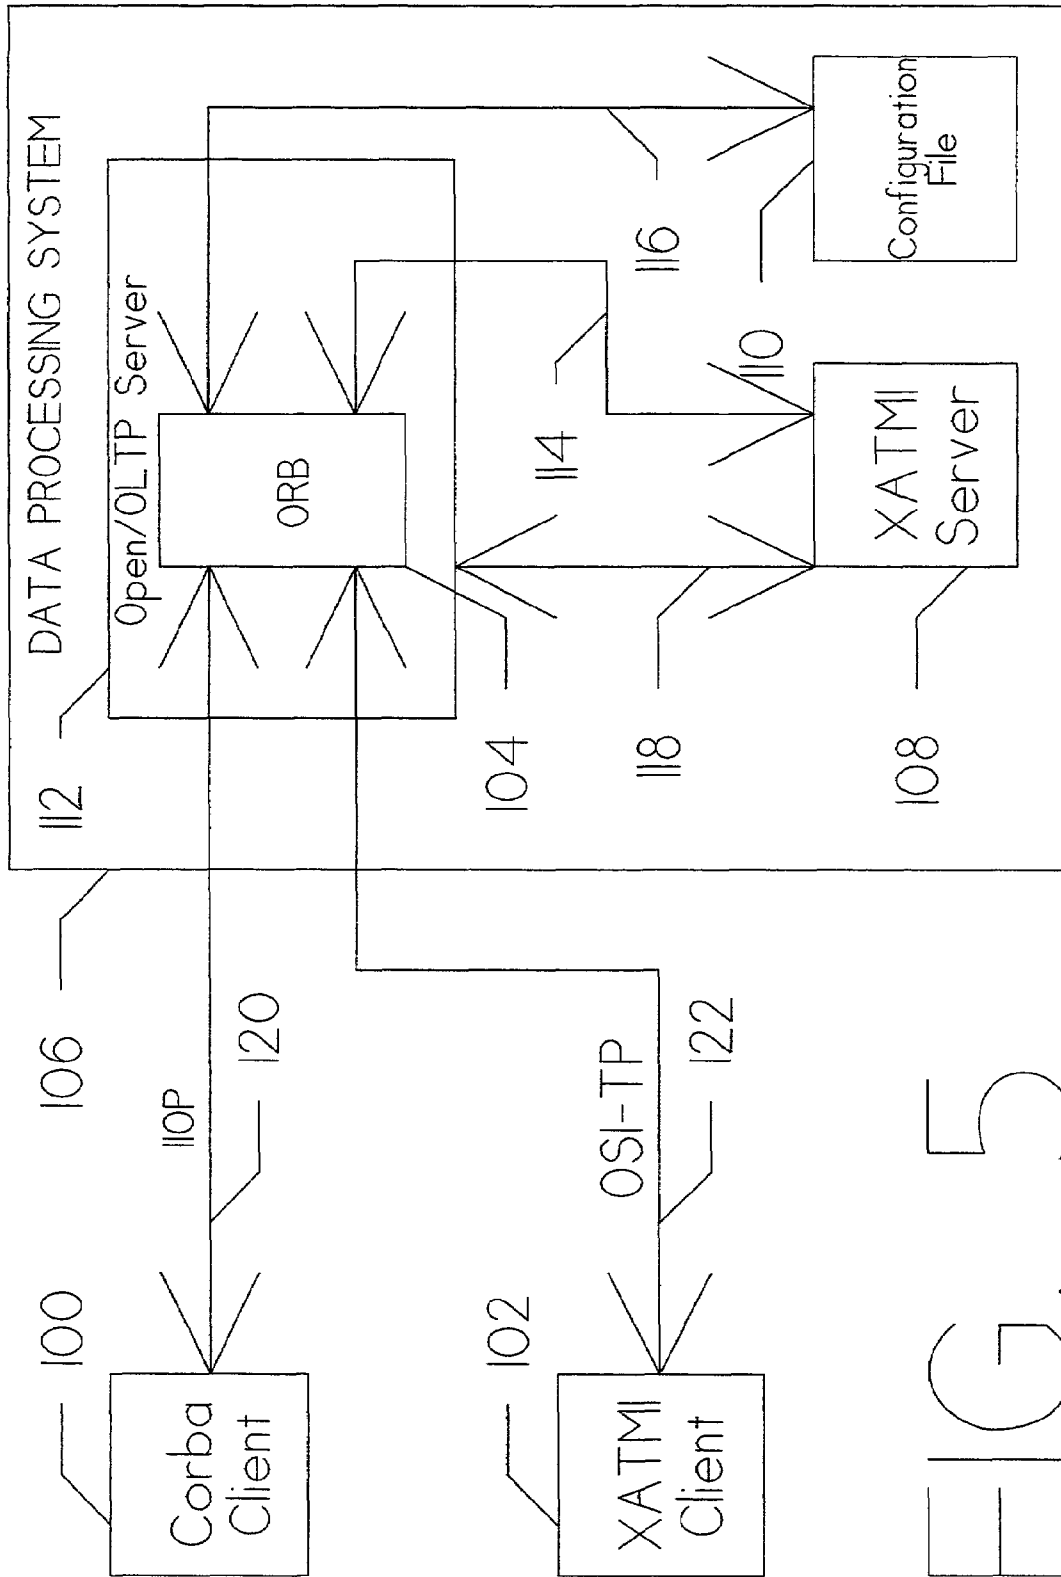 DATA PROCESSING SYSTEM
112
Open/OLTP Server
106
100
Corba
Client
IIOP
120
ORB
104
114
116
110
Configuration
File
102
XATMI
Client
OSI-TP
122
118
108
XATMI
Server
FIG. 5